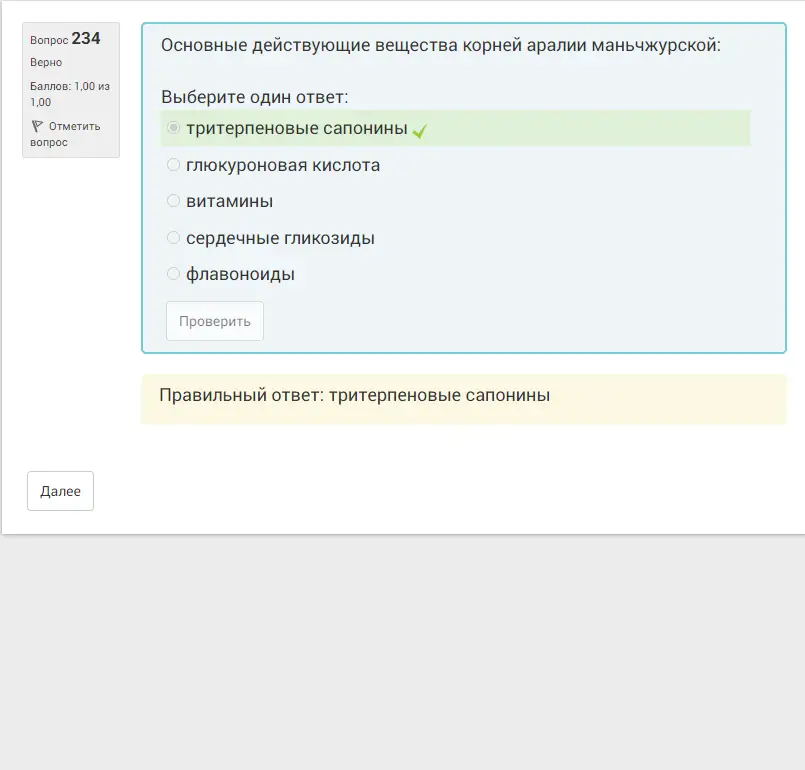 Вопрос 234
Верно
Баллов: 1,00 из
1,00
Отметить
вопрос
Основные действующие вещества корней аралии маньчжурской:
Выберите один ответ:
тритерпеновые сапонины
глюкуроновая кислота
витамины
сердечные гликозиды
флавоноиды
Проверить
Правильный ответ: тритерпеновые сапонины
Далее